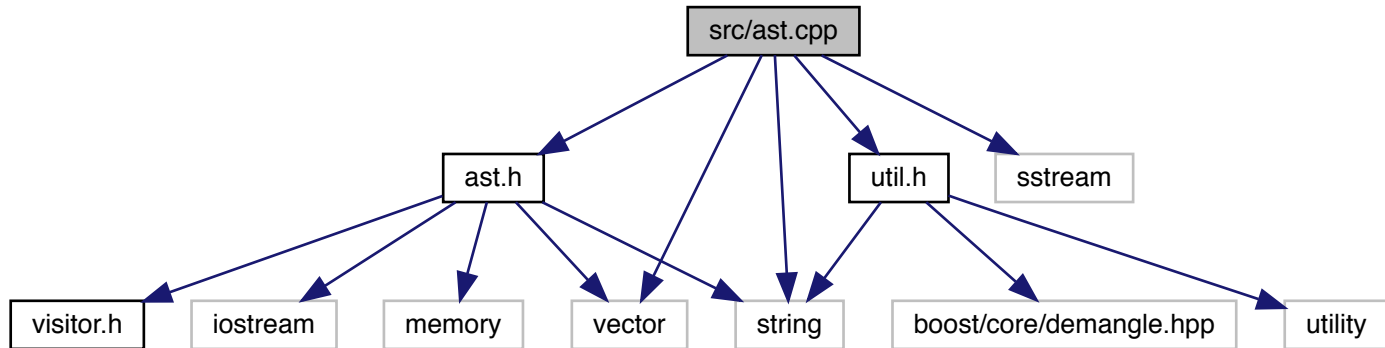 src/ast.cpp
ast.h
util.h
sstream
visitor.h
iostream
memory
vector
string
boost/core/demangle.hpp
utility